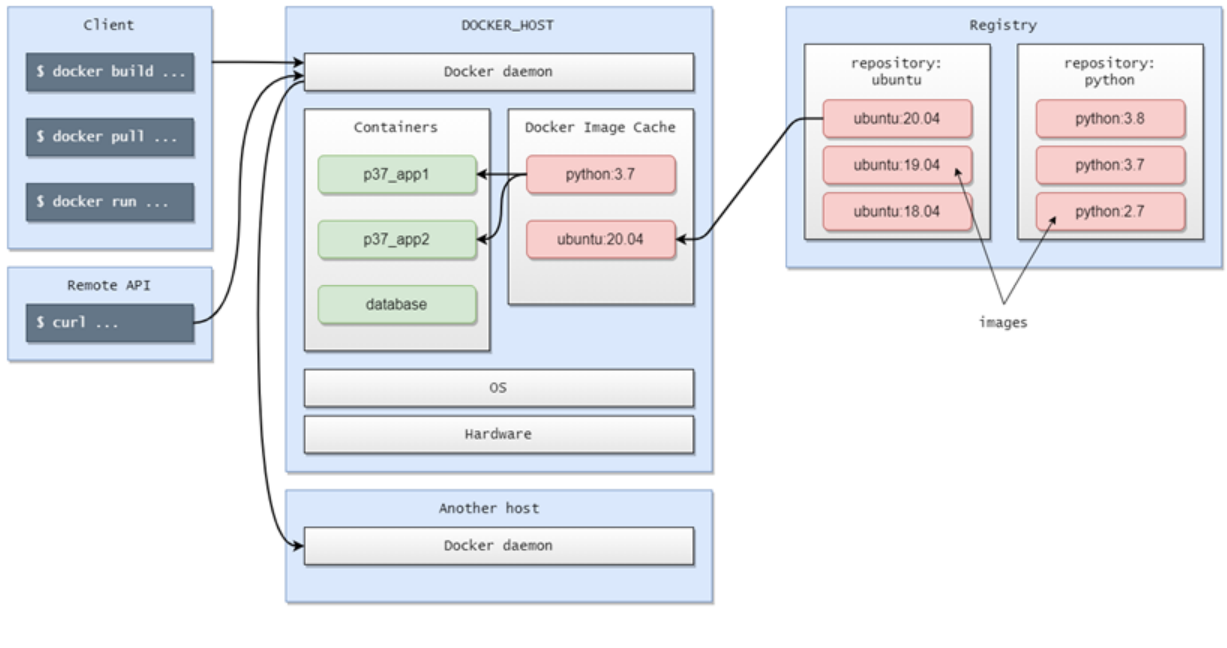 Client
$ docker build ...
$ docker pull ...
$ docker run ...
Remote API
$ curl ...
DOCKER_HOST
Docker daemon
Containers
p37_app1
p37_app2
database
Docker Image Cache
python:3.7
ubuntu:20.04
OS
Hardware
Another host
Docker daemon
Registry
repository:
ubuntu
ubuntu:20.04
ubuntu:19.04
ubuntu:18.04
repository:
python
python:3.8
python:3.7
python:2.7
images